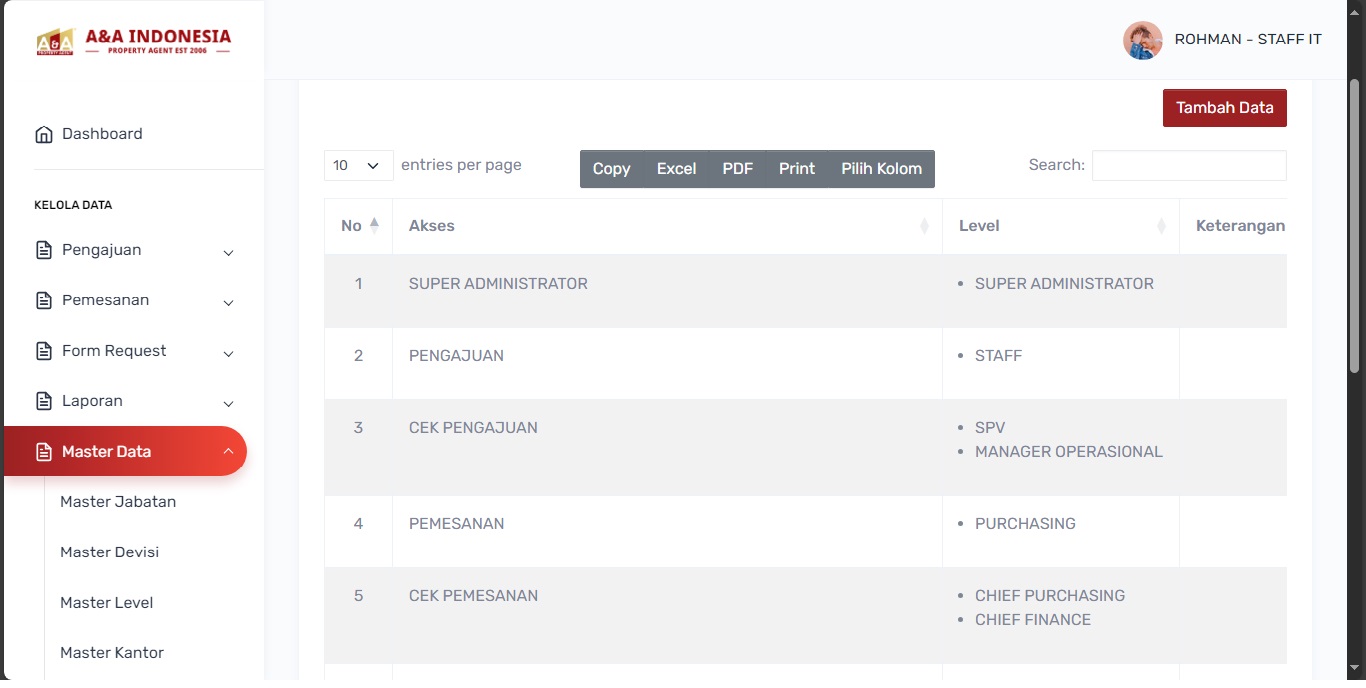 A&A
PROPERTY AGENT
A&A INDONESIA
PROPERTY AGENT EST 2006
ROHMAN - STAFF IT
Dashboard
KELOLA DATA
Pengajuan
Pemesanan
Form Request
Laporan
Master Data
Master Jabatan
Master Devisi
Master Level
Master Kantor
Tambah Data
10 entries per page
Copy Excel PDF Print Pilih Kolom
Search:
No Akses Level Keterangan
1 SUPER ADMINISTRATOR • SUPER ADMINISTRATOR
2 PENGAJUAN • STAFF
3 CEK PENGAJUAN • SPV
• MANAGER OPERASIONAL
4 PEMESANAN • PURCHASING
5 CEK PEMESANAN • CHIEF PURCHASING
• CHIEF FINANCE